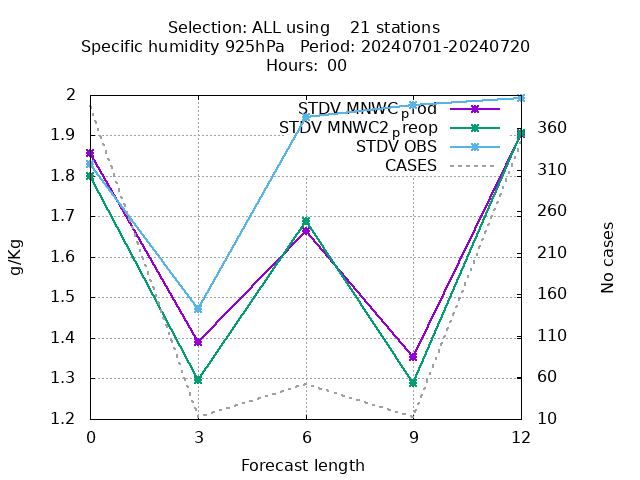 Selection: ALL using 21 stations
Specific humidity 925hPa Period: 20240701-20240720
Hours: 00
g/Kg
2
1.9
1.8
1.7
1.6
1.5
1.4
1.3
1.2
STDV MNWC_prod
STDV MNWC2_preop
STDV OBS
CASES
360
310
260
210
160
110
60
10
No cases
0 3 6 9 12
Forecast length